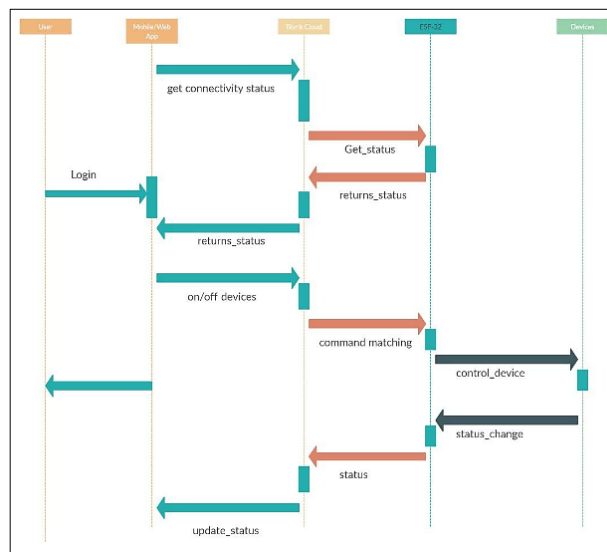 User
Mobile/Web
App
Blynk Cloud
ESP-32
Devices
get connectivity status
Get_status
Login
returns_status
returns_status
on/off devices
command matching
control_device
status_change
status
update_status